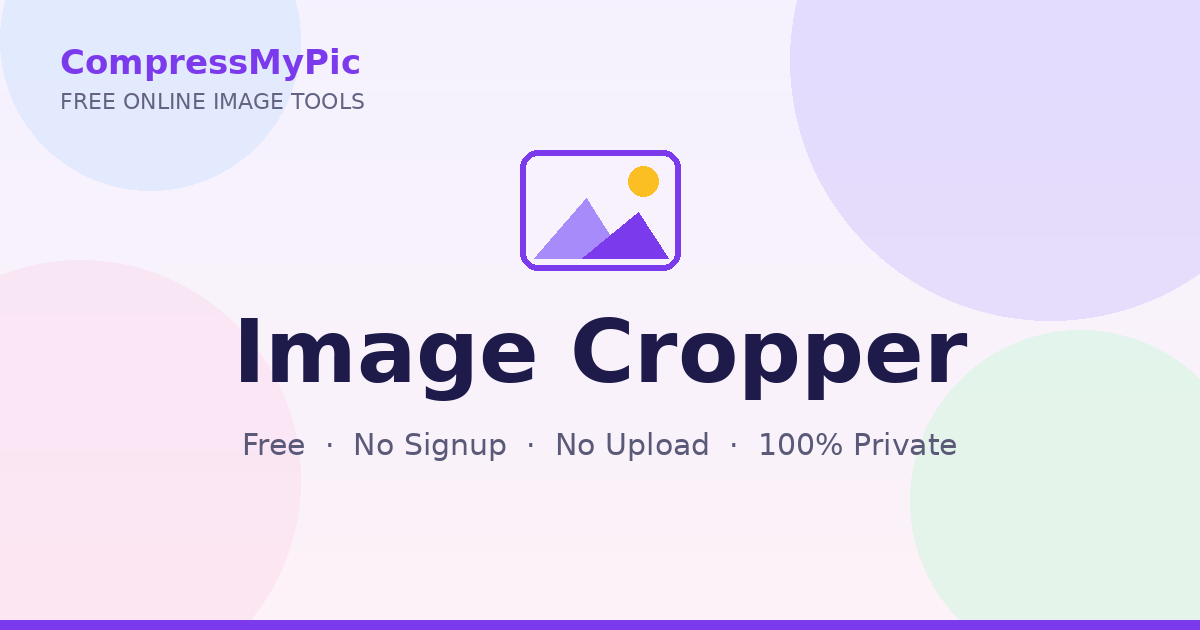 CompressMyPic
FREE ONLINE IMAGE TOOLS
Image Cropper
Free · No Signup · No Upload · 100% Private